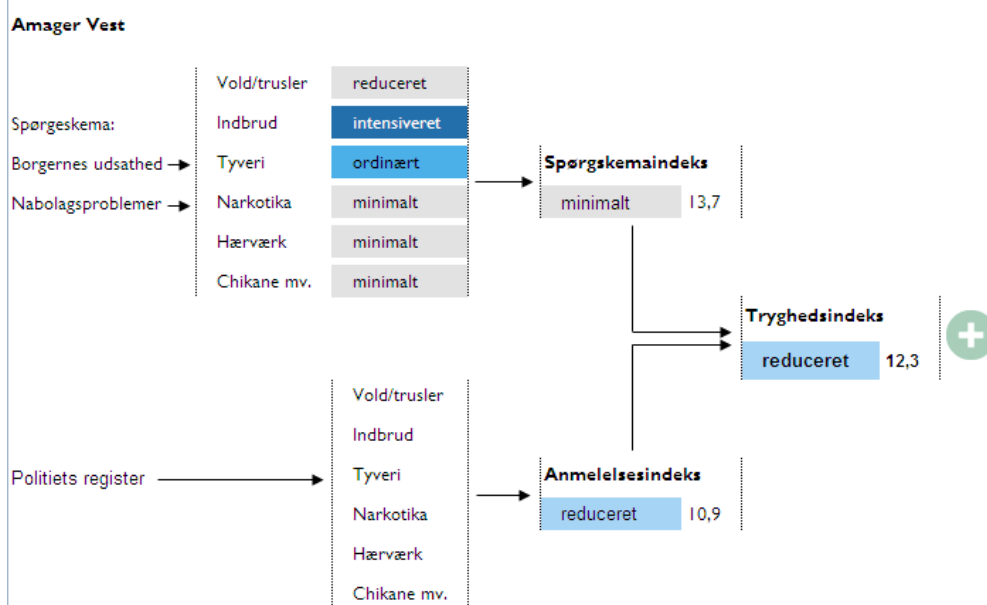 Amager Vest
Vold/trusler reduceret
Spørgeskema: Indbrud intensiveret
Borgernes udsathed Tyveri ordinært Spørgskemaindeks
Nabolagsproblemer Narkotika minimalt minimalt 13,7
Hærværk minimalt
Chikane mv. minimalt
Tryghedsindeks
reduceret 12,3
Vold/trusler
Indbrud
Politiets register Tyveri Anmelelsesindeks
Narkotika reduceret 10,9
Hærværk
Chikane mv.